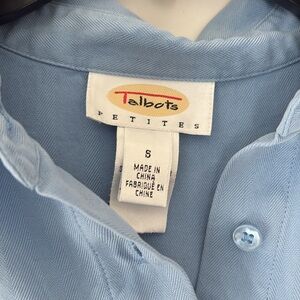 Talbots
PETITES
S
MADE IN
CHINA
FABRIQUÉ EN
CHINE